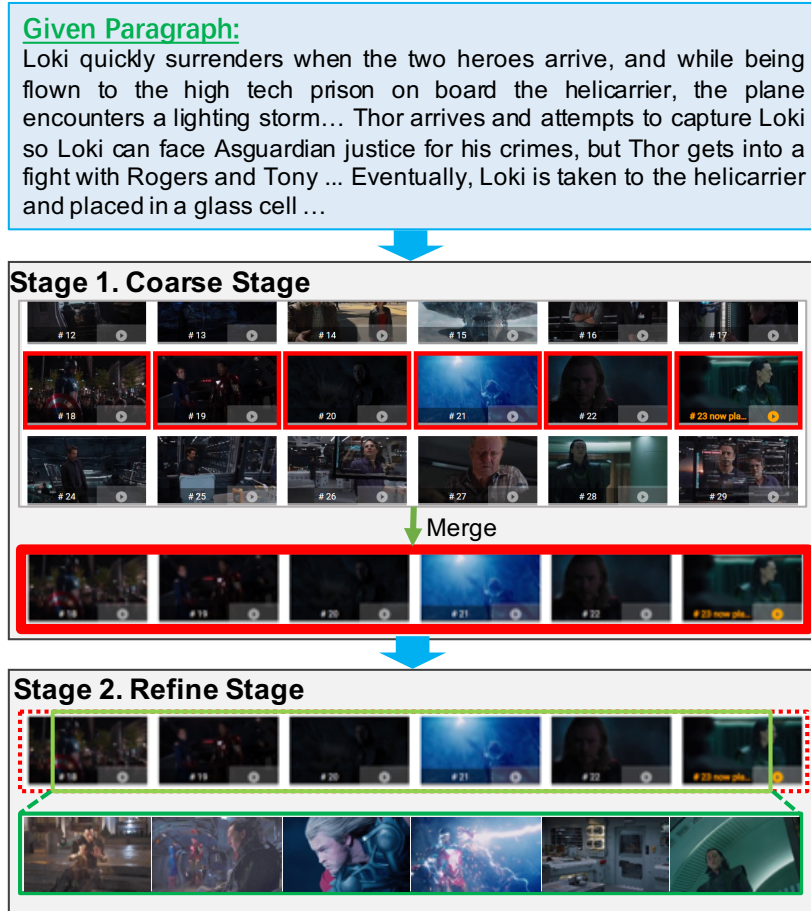 Given Paragraph:
Loki quickly surrenders when the two heroes arrive, and while being
flown to the high tech prison on board the helicarrier, the plane
encounters a lighting storm… Thor arrives and attempts to capture Loki
so Loki can face Asguardian justice for his crimes, but Thor gets into a
fight with Rogers and Tony ... Eventually, Loki is taken to the helicarrier
and placed in a glass cell …
Stage 1. Coarse Stage
# 12 # 13 # 14 # 15 # 16 # 17
# 18 # 19 # 20 # 21 # 22 # 23 now pla...
# 24 # 25 # 26 # 27 # 28 # 29
Merge
# 18 # 19 # 20 # 21 # 22 # 23 now pla...
Stage 2. Refine Stage
# 18 # 19 # 20 # 21 # 22 # 23 now pla...